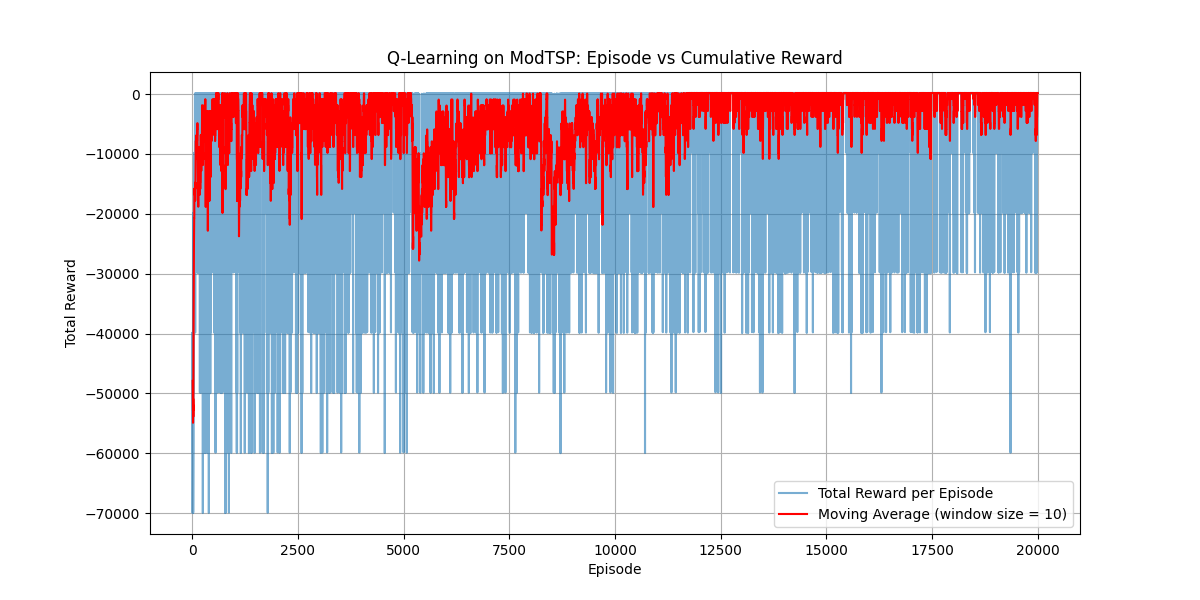 Q-Learning on ModTSP: Episode vs Cumulative Reward
Total Reward
0
−10000
−20000
−30000
−40000
−50000
−60000
−70000
Total Reward per Episode
Moving Average (window size = 10)
0 2500 5000 7500 10000 12500 15000 17500 20000
Episode